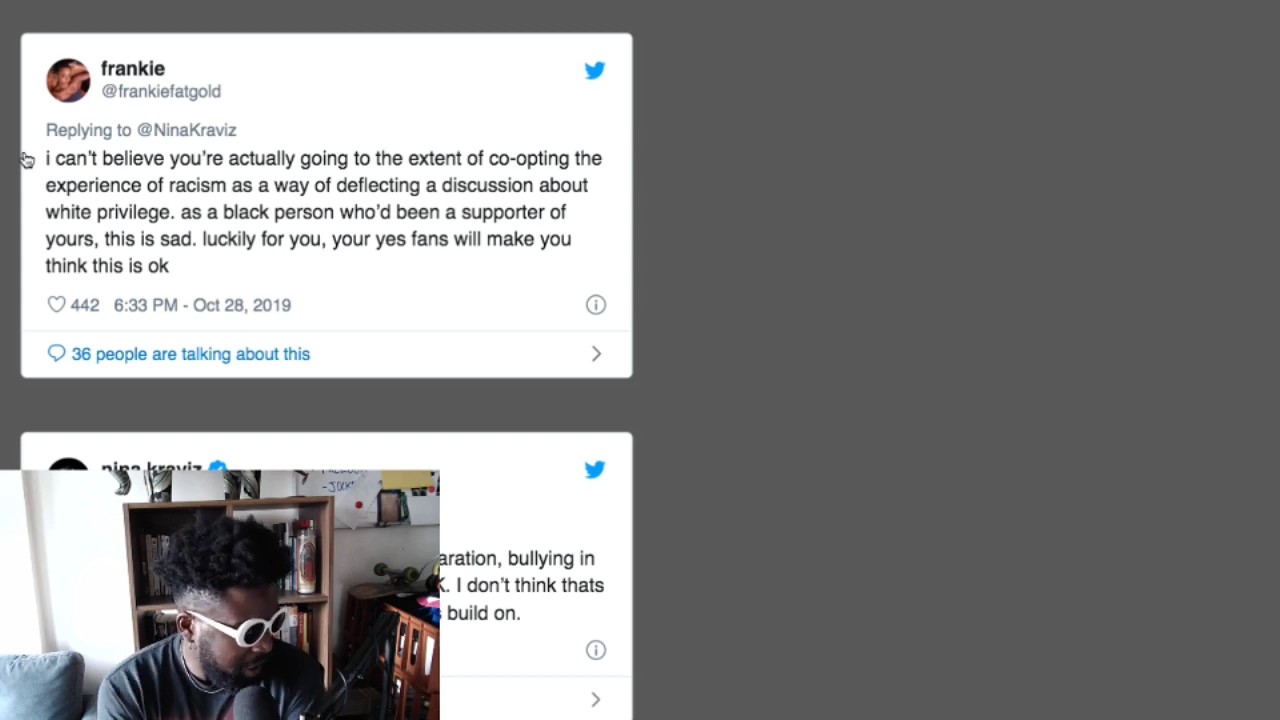 frankie
@frankiefatgold
Replying to @NinaKraviz
i can't believe you're actually going to the extent of co-opting the
experience of racism as a way of deflecting a discussion about
white privilege. as a black person who'd been a supporter of
yours, this is sad. luckily for you, your yes fans will make you
think this is ok
442 6:33 PM - Oct 28, 2019
36 people are talking about this
nina kraviz
-JOCK
bullying in
I don't think thats
build on.